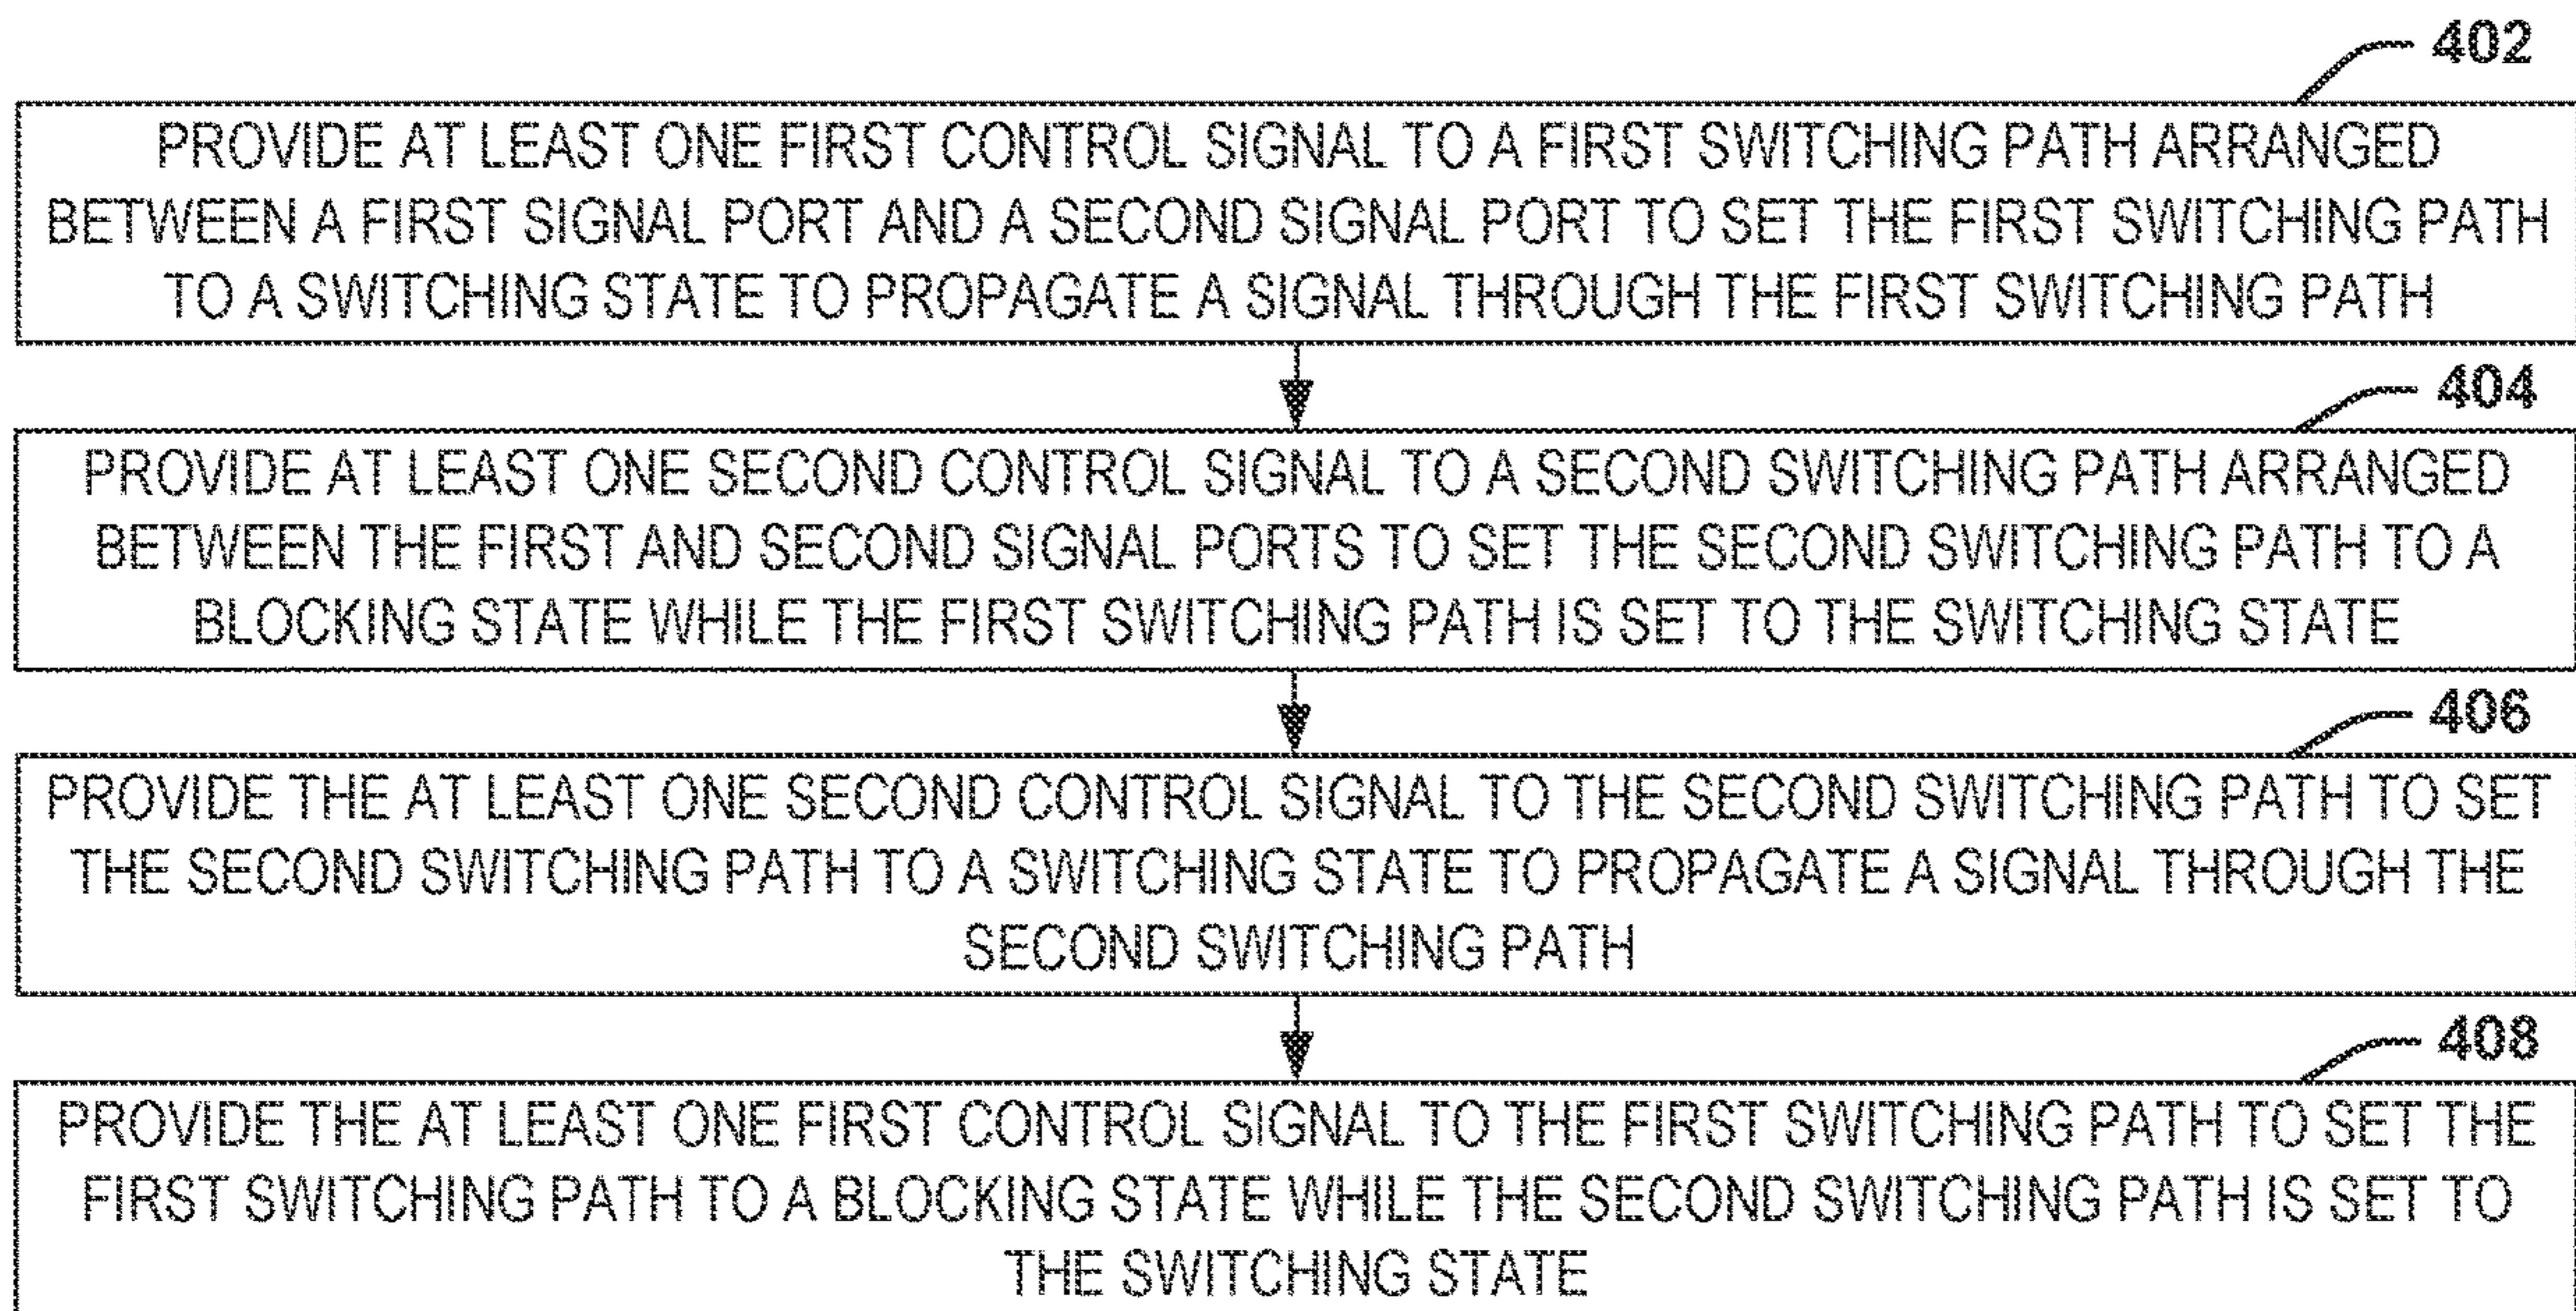 402
PROVIDE AT LEAST ONE FIRST CONTROL SIGNAL TO A FIRST SWITCHING PATH ARRANGED
BETWEEN A FIRST SIGNAL PORT AND A SECOND SIGNAL PORT TO SET THE FIRST SWITCHING PATH
TO A SWITCHING STATE TO PROPAGATE A SIGNAL THROUGH THE FIRST SWITCHING PATH
404
PROVIDE AT LEAST ONE SECOND CONTROL SIGNAL TO A SECOND SWITCHING PATH ARRANGED
BETWEEN THE FIRST AND SECOND SIGNAL PORTS TO SET THE SECOND SWITCHING PATH TO A
BLOCKING STATE WHILE THE FIRST SWITCHING PATH IS SET TO THE SWITCHING STATE
406
PROVIDE THE AT LEAST ONE SECOND CONTROL SIGNAL TO THE SECOND SWITCHING PATH TO SET
THE SECOND SWITCHING PATH TO A SWITCHING STATE TO PROPAGATE A SIGNAL THROUGH THE
SECOND SWITCHING PATH
408
PROVIDE THE AT LEAST ONE FIRST CONTROL SIGNAL TO THE FIRST SWITCHING PATH TO SET THE
FIRST SWITCHING PATH TO A BLOCKING STATE WHILE THE SECOND SWITCHING PATH IS SET TO
THE SWITCHING STATE